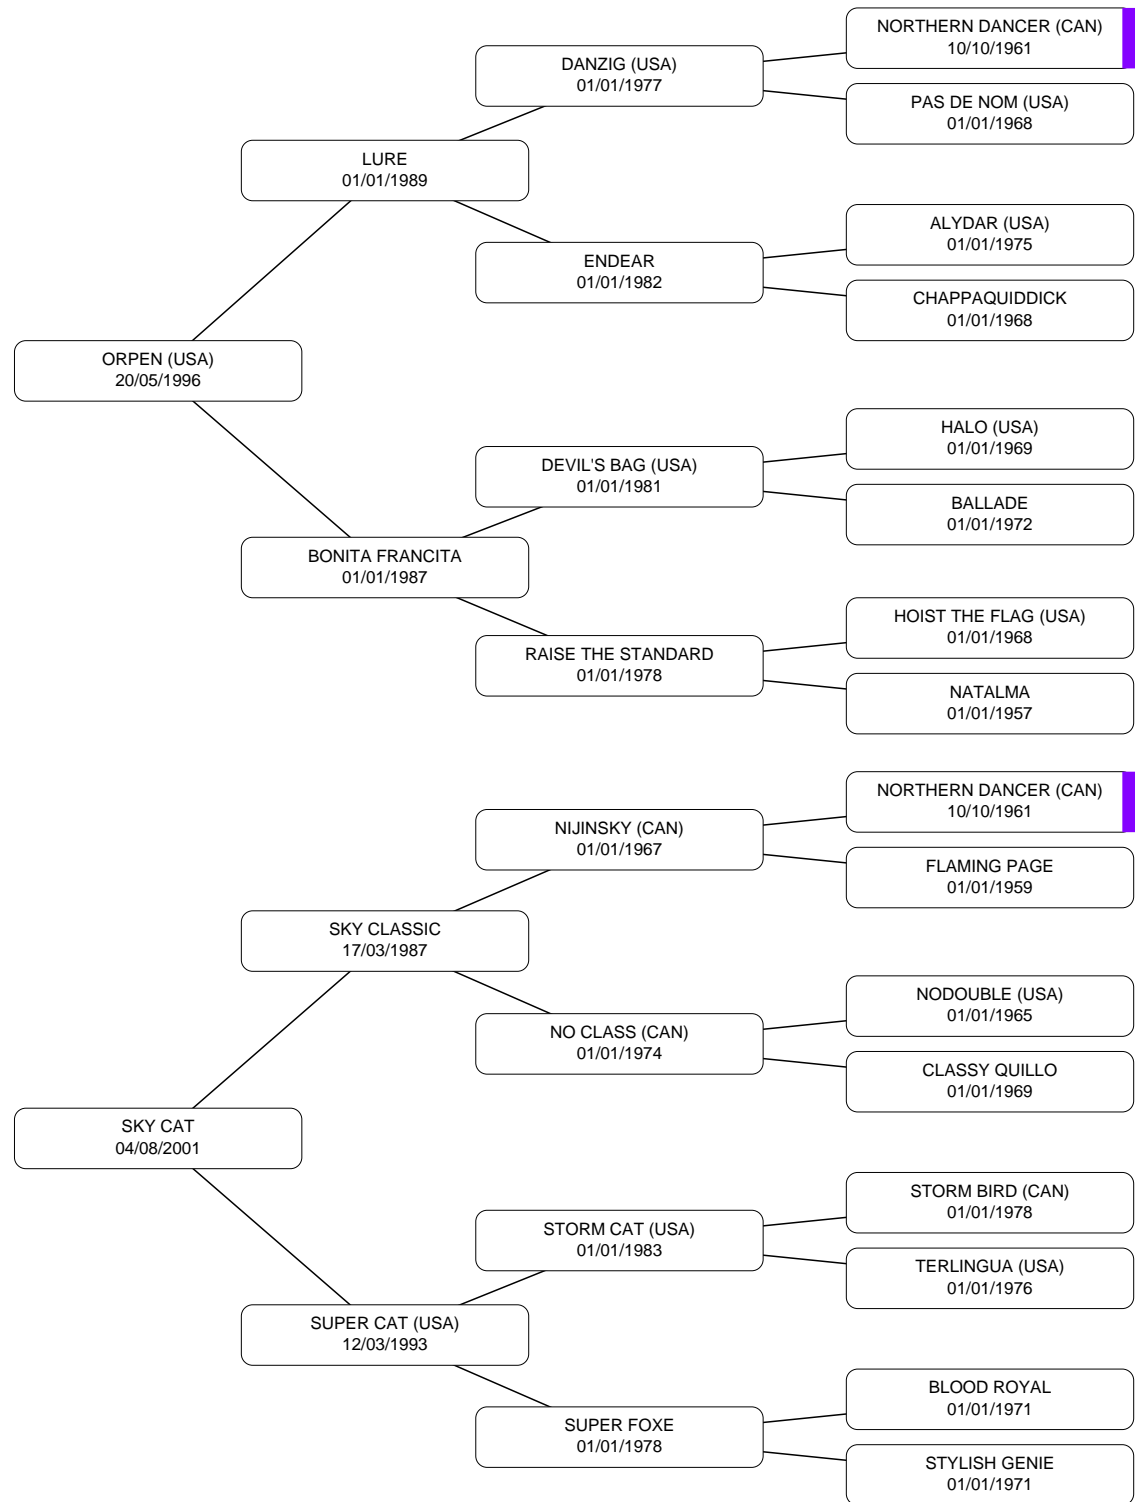 NORTHERN DANCER (CAN)
10/10/1961
DANZIG (USA)
01/01/1977
PAS DE NOM (USA)
01/01/1968
LURE
01/01/1989
ALYDAR (USA)
01/01/1975
ENDEAR
01/01/1982
CHAPPAQUIDDICK
01/01/1968
ORPEN (USA)
20/05/1996
HALO (USA)
01/01/1969
DEVIL'S BAG (USA)
01/01/1981
BALLADE
01/01/1972
BONITA FRANCITA
01/01/1987
HOIST THE FLAG (USA)
01/01/1968
RAISE THE STANDARD
01/01/1978
NATALMA
01/01/1957
NORTHERN DANCER (CAN)
10/10/1961
NIJINSKY (CAN)
01/01/1967
FLAMING PAGE
01/01/1959
SKY CLASSIC
17/03/1987
NODOUBLE (USA)
01/01/1965
NO CLASS (CAN)
01/01/1974
CLASSY QUILLO
01/01/1969
SKY CAT
04/08/2001
STORM BIRD (CAN)
01/01/1978
STORM CAT (USA)
01/01/1983
TERLINGUA (USA)
01/01/1976
SUPER CAT (USA)
12/03/1993
BLOOD ROYAL
01/01/1971
SUPER FOXE
01/01/1978
STYLISH GENIE
01/01/1971